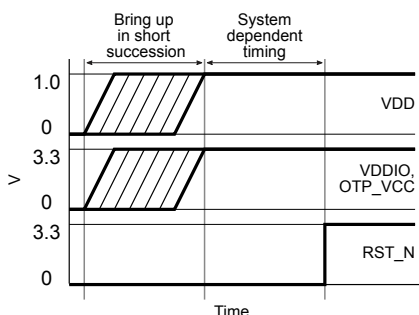 Bring up
in short
succession
System
dependent
timing
1.0
VDD
0
3.3
VDDIO,
OTP_VCC
0
V
3.3
RST_N
0
Time